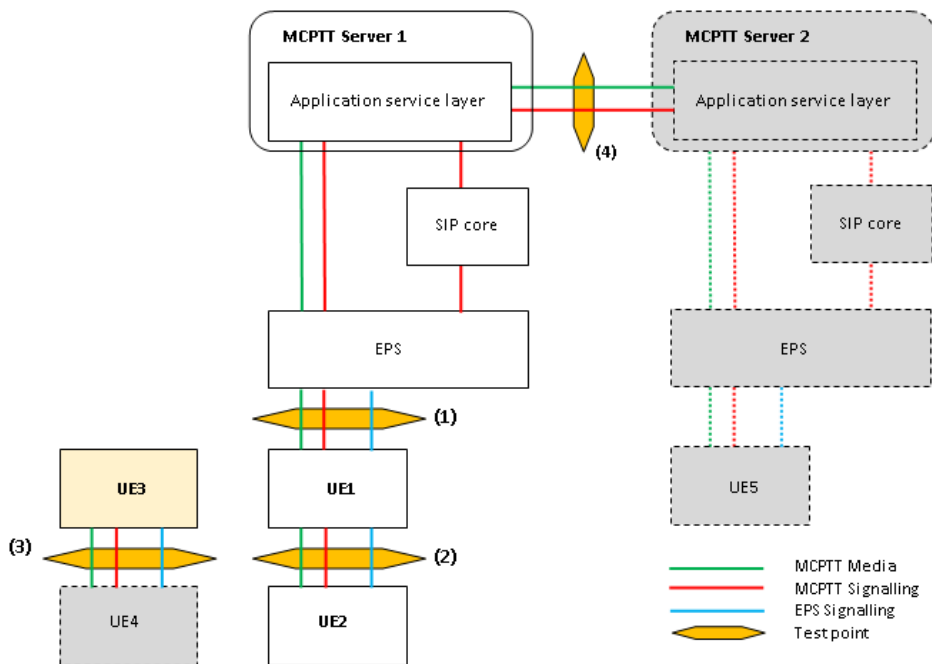 MCPTT Server 1
MCPTT Server 2
Application service layer
Application service layer
(4)
SIP core
SIP core
EPS
EPS
(1)
UE3
UE1
UE5
(3)
(2)
UE4
UE2
MCPTT Media
MCPTT Signalling
EPS Signalling
Test point